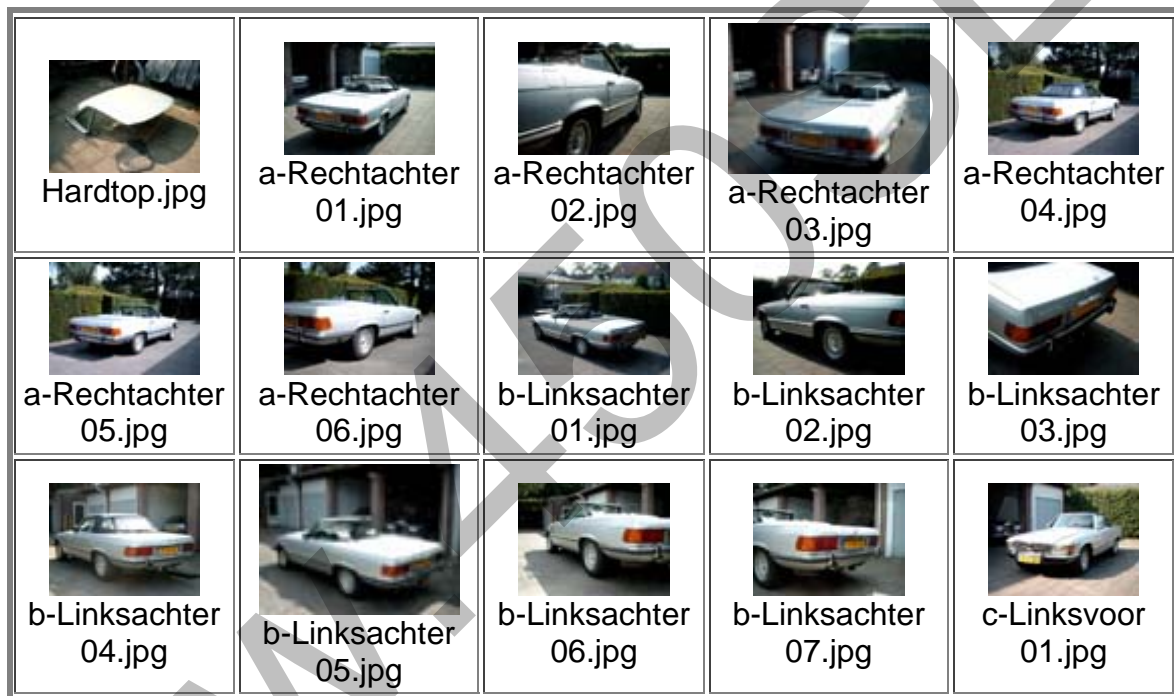 Hardtop.jpg
a-Rechtachter
01.jpg
a-Rechtachter
02.jpg
a-Rechtachter
03.jpg
a-Rechtachter
04.jpg
a-Rechtachter
05.jpg
a-Rechtachter
06.jpg
b-Linksachter
01.jpg
b-Linksachter
02.jpg
b-Linksachter
03.jpg
b-Linksachter
04.jpg
b-Linksachter
05.jpg
b-Linksachter
06.jpg
b-Linksachter
07.jpg
c-Linksvoor
01.jpg
W.450SL